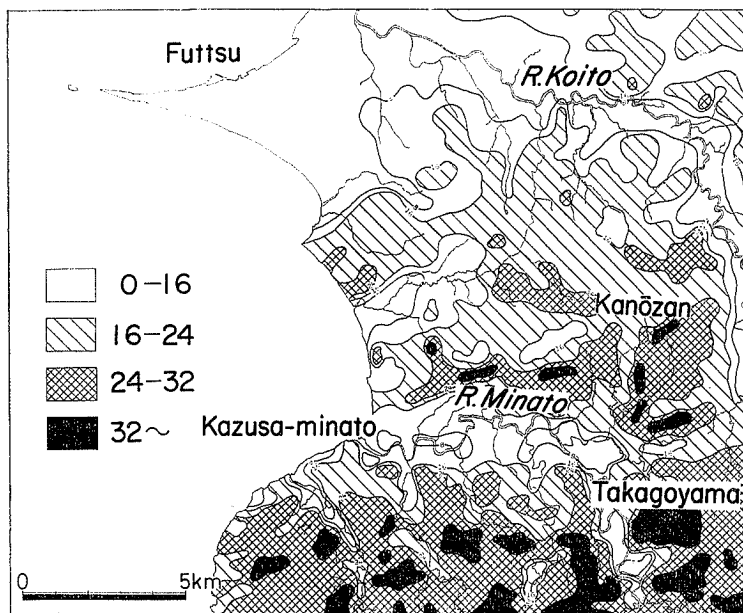 Futtsu
R.Koito
0-16
16-24
Kanōzan
24-32
R.Minato
32~
Kazusa-minato
Takagoyama
0
5km